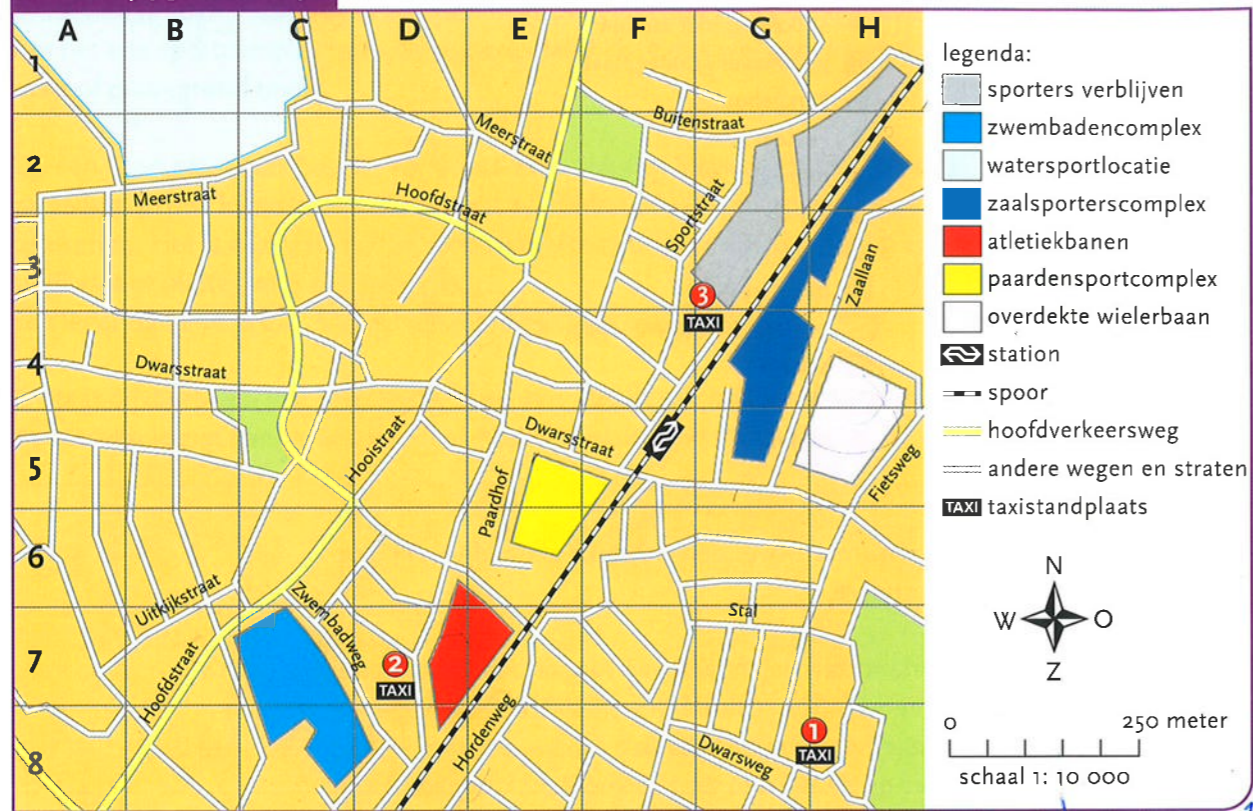 A B C D E F G H
1
2
3
4
5
6
7
8
Buitenstraat
Meerstraat
Meerstraat
Hoofdstraat
Sportstraat
Zaallaan
3
TAXI
Dwarsstraat
Hooistraat
Dwarsstraat
Paardhof
Fietsweg
Uitkijkstraat
Zwembadweg
Stal
Hoofdstraat
2
TAXI
Hordenweg
Dwarsweg
1
TAXI
legenda:
sporters verblijven
zwembadencomplex
watersportlocatie
zaalsporterscomplex
atletiekbanen
paardensportcomplex
overdekte wielerbaan
station
spoor
hoofdverkeersweg
andere wegen en straten
TAXI taxistandplaats
N
W O
Z
0 250 meter
schaal 1: 10 000